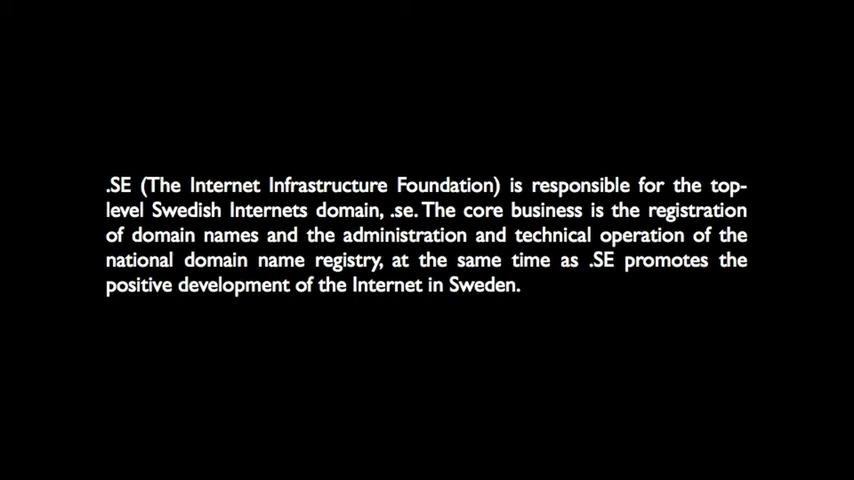 .SE (The Internet Infrastructure Foundation) is responsible for the top-
level Swedish Internets domain, .se. The core business is the registration
of domain names and the administration and technical operation of the
national domain name registry, at the same time as .SE promotes the
positive development of the Internet in Sweden.